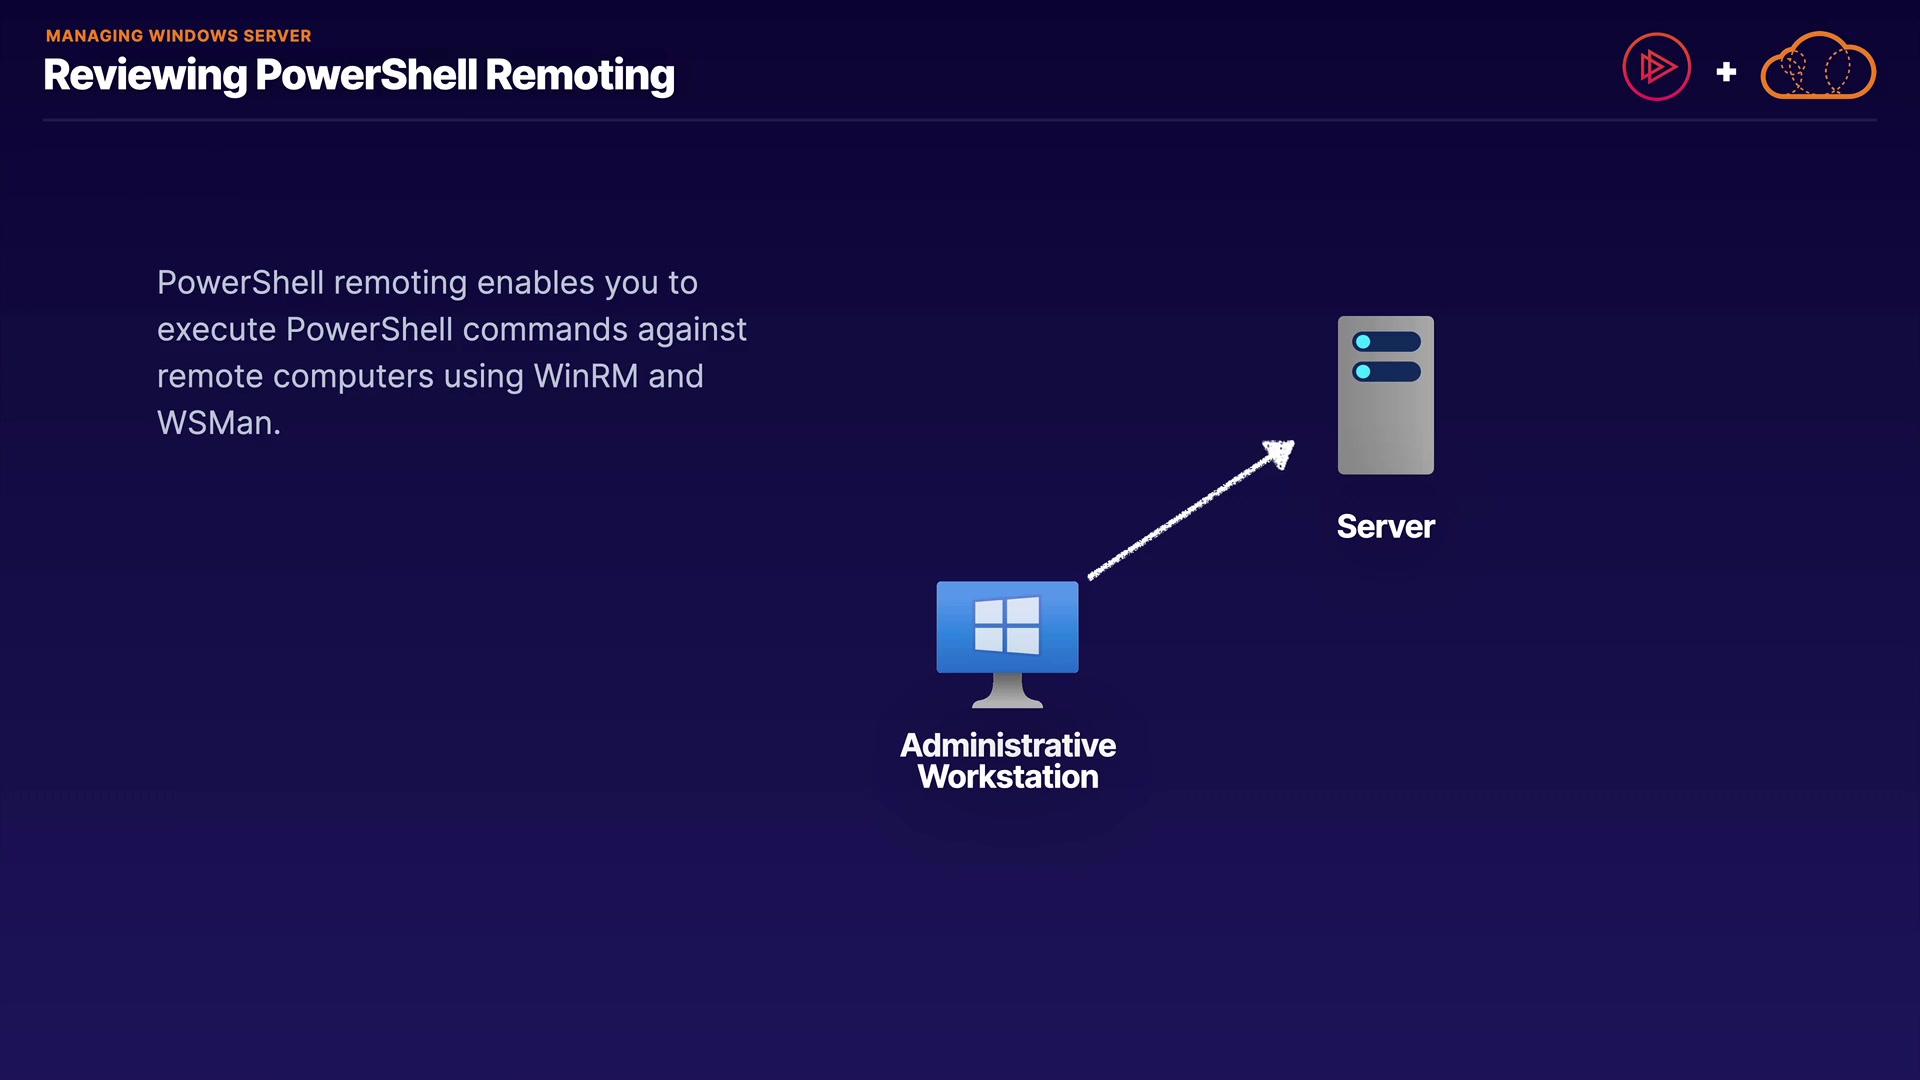 MANAGING WINDOWS SERVER
Reviewing PowerShell Remoting
+
PowerShell remoting enables you to
execute PowerShell commands against
remote computers using WinRM and
WSMan.
Server
Administrative
Workstation